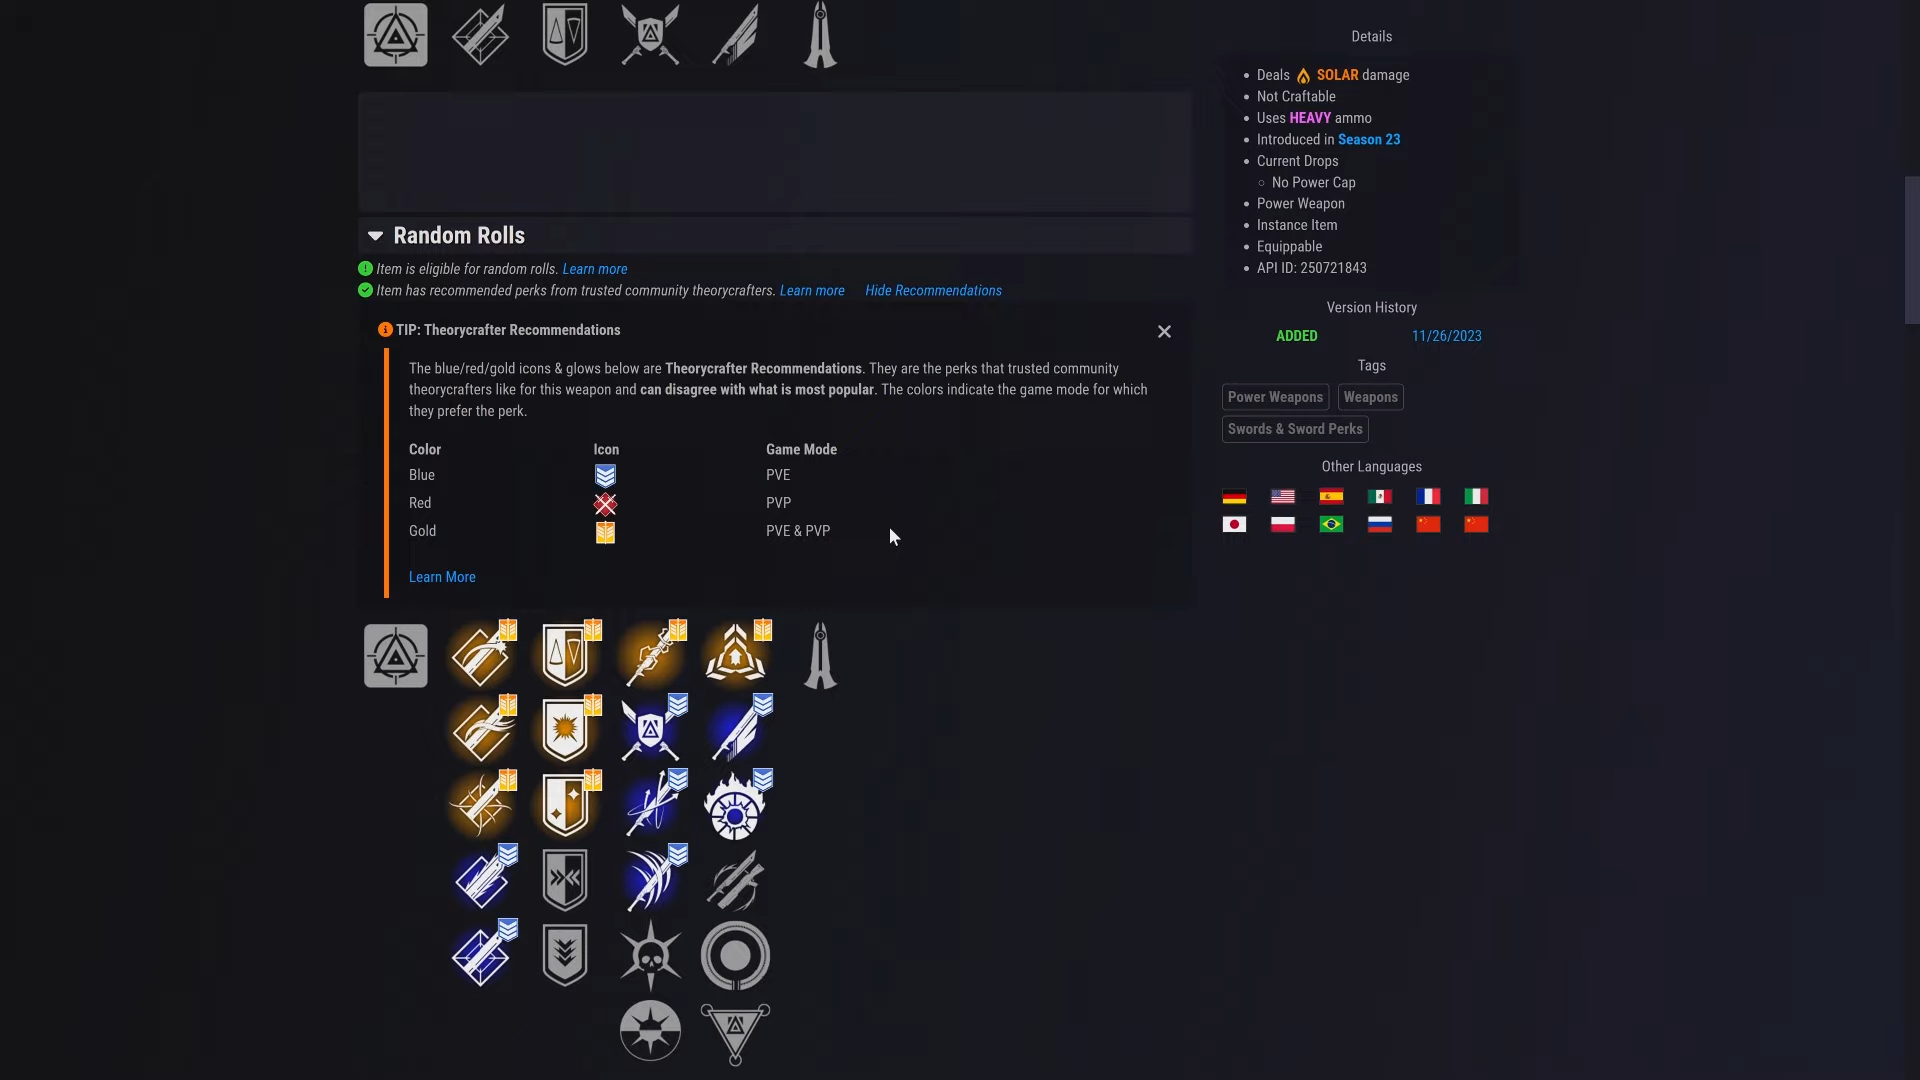 Random Rolls
Item is eligible for random rolls. Learn more
Item has recommended perks from trusted community theorycrafters. Learn more Hide Recommendations
TIP: Theorycrafter Recommendations
The blue/red/gold icons & glows below are Theorycrafter Recommendations. They are the perks that trusted community
theorycrafters like for this weapon and can disagree with what is most popular. The colors indicate the game mode for which
they prefer the perk.
Color Icon Game Mode
Blue PVE
Red PVP
Gold PVE & PVP
Learn More
Details
Deals SOLAR damage
Not Craftable
Uses HEAVY ammo
Introduced in Season 23
Current Drops
No Power Cap
Power Weapon
Instance Item
Equippable
API ID: 250721843
Version History
ADDED 11/26/2023
Tags
Power Weapons Weapons
Swords & Sword Perks
Other Languages